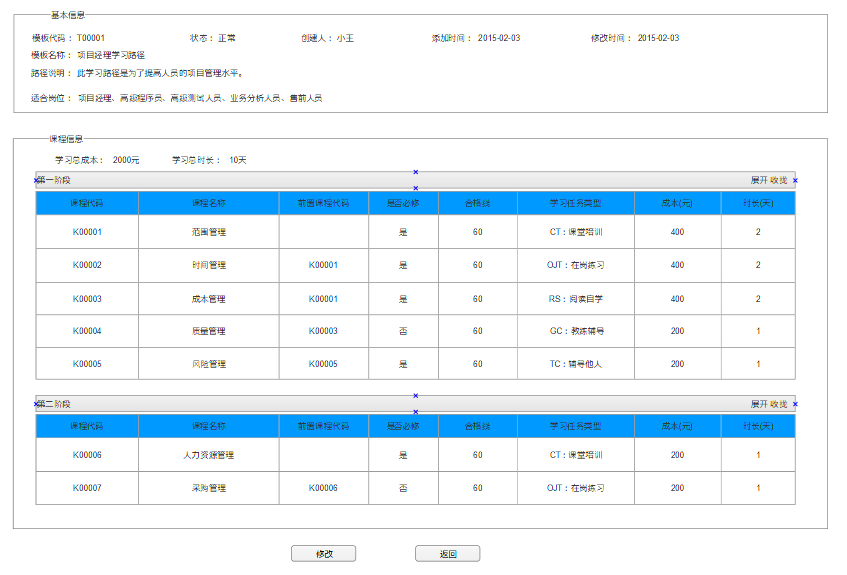 基本信息
模板代码： T00001 状态：正常 创建人：小王 添加时间： 2015-02-03 修改时间： 2015-02-03
模板名称： 项目经理学习路径
路径说明： 此学习路径是为了提高人员的项目管理水平。
适合岗位： 项目经理、高级程序员、高级测试人员、业务分析人员、售前人员
课程信息
学习总成本： 2000元 学习总时长： 10天
第一阶段 展开 收拢
课程代码 课程名称 前置课程代码 是否必修 合格线 学习任务类型 成本(元) 时长(天)
K00001 范围管理 是 60 CT：课堂培训 400 2
K00002 时间管理 K00001 是 60 OJT：在岗练习 400 2
K00003 成本管理 K00001 是 60 RS：阅读自学 400 2
K00004 质量管理 K00003 否 60 GC：教练辅导 200 1
K00005 风险管理 K00005 是 60 TC：辅导他人 200 1
第二阶段 展开 收拢
课程代码 课程名称 前置课程代码 是否必修 合格线 学习任务类型 成本(元) 时长(天)
K00006 人力资源管理 是 60 CT：课堂培训 200 1
K00007 采购管理 K00006 否 60 OJT：在岗练习 200 1
修改 返回